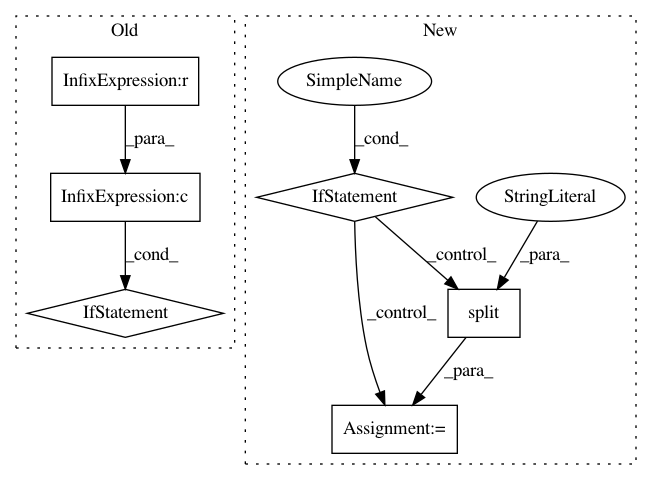 Old
New
InfixExpression:r
SimpleName
_para_
_cond_
InfixExpression:c
IfStatement
StringLiteral
_cond_
_control_
_para_
IfStatement
_control_
split
_para_
Assignment:=